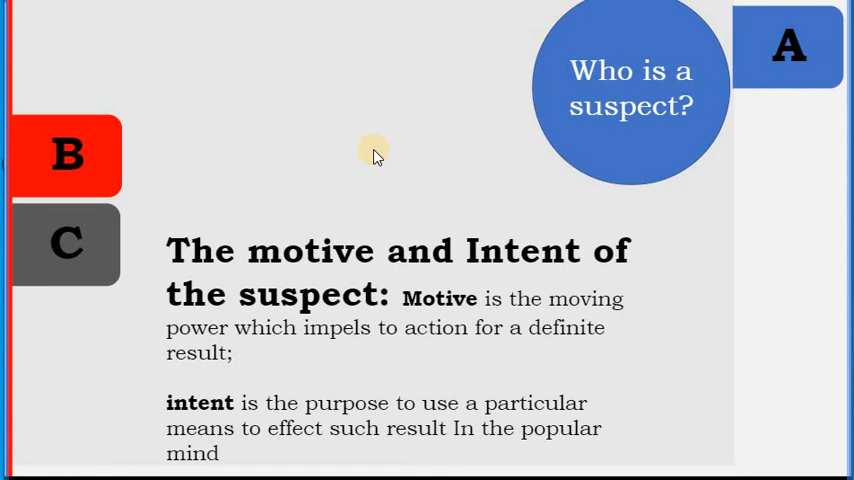 A
Who is a
suspect?
B
C
The motive and Intent of
the suspect: Motive is the moving
power which impels to action for a definite
result;
intent is the purpose to use a particular
means to effect such result In the popular
mind